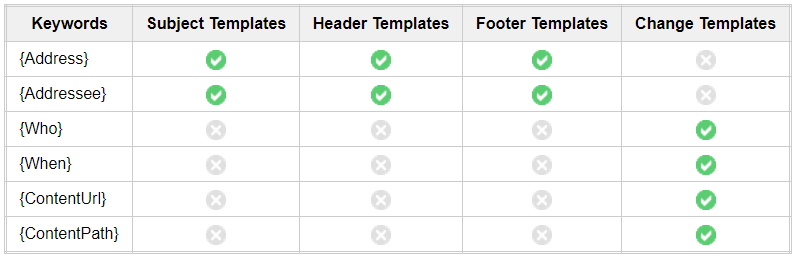 Keywords Subject Templates Header Templates Footer Templates Change Templates
{Address}
{Addressee}
{Who}
{When}
{ContentUrl}
{ContentPath}